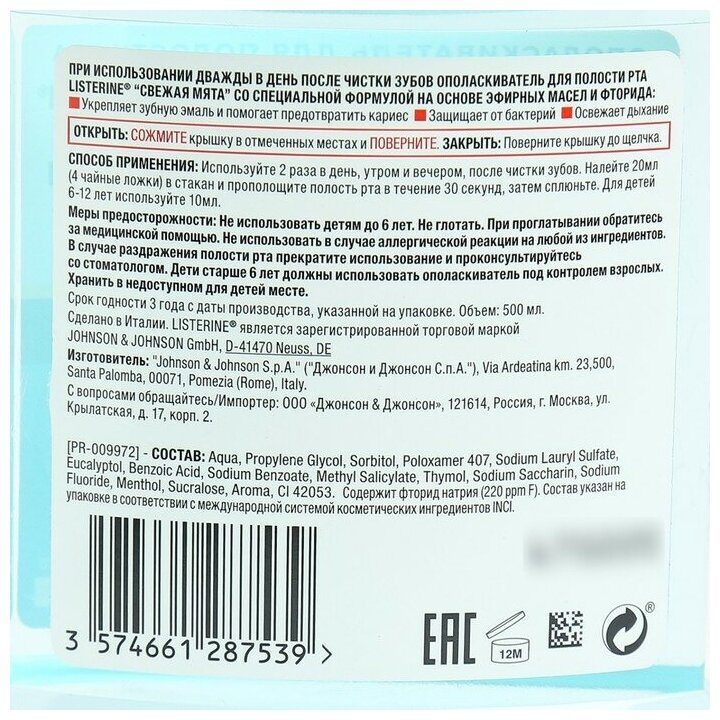 ПРИ ИСПОЛЬЗОВАНИИ ДВАЖДЫ В ДЕНЬ ПОСЛЕ ЧИСТКИ ЗУБОВ ОПОЛАСКИВАТЕЛЬ ДЛЯ ПОЛОСТИ РТА
LISTERINE® “СВЕЖАЯ МЯТА” СО СПЕЦИАЛЬНОЙ ФОРМУЛОЙ НА ОСНОВЕ ЭФИРНЫХ МАСЕЛ И ФТОРИДА:
Укрепляет зубную эмаль и помогает предотвратить кариес Защищает от бактерий Освежает дыхание
ОТКРЫТЬ: СОЖМИТЕ крышку в отмеченных местах и ПОВЕРНИТЕ. ЗАКРЫТЬ: Поверните крышку до щелчка.
СПОСОБ ПРИМЕНЕНИЯ: Используйте 2 раза в день, утром и вечером, после чистки зубов. Налейте 20мл
(4 чайные ложки) в стакан и прополощите полость рта в течение 30 секунд, затем сплюньте. Для детей
6-12 лет используйте 10мл.
Меры предосторожности: Не использовать детям до 6 лет. Не глотать. При проглатывании обратитесь
за медицинской помощью. Не использовать в случае аллергической реакции на любой из ингредиентов.
В случае раздражения полости рта прекратите использование и проконсультируйтесь
со стоматологом. Дети старше 6 лет должны использовать ополаскиватель под контролем взрослых.
Хранить в недоступном для детей месте.
Срок годности 3 года с даты производства, указанной на упаковке. Объем: 500 мл.
Сделано в Италии. LISTERINE® является зарегистрированной торговой маркой
JOHNSON & JOHNSON GmbH, D-41470 Neuss, DE
Изготовитель: "Johnson & Johnson S.p.A." ("Джонсон и Джонсон С.п.А."), Via Ardeatina km. 23,500,
Santa Palomba, 00071, Pomezia (Rome), Italy.
С вопросами обращайтесь/Импортер: ООО «Джонсон & Джонсон», 121614, Россия, г. Москва, ул.
Крылатская, д. 17, корп. 2.
[PR-009972] - СОСТАВ: Aqua, Propylene Glycol, Sorbitol, Poloxamer 407, Sodium Lauryl Sulfate,
Eucalyptol, Benzoic Acid, Sodium Benzoate, Methyl Salicylate, Thymol, Sodium Saccharin, Sodium
Fluoride, Menthol, Sucralose, Aroma, CI 42053. Содержит фторид натрия (220 ppm F). Состав указан на
упаковке в соответствии с международной системой косметических ингредиентов INCI.
3 574661 287539 >
EAC
12M
®